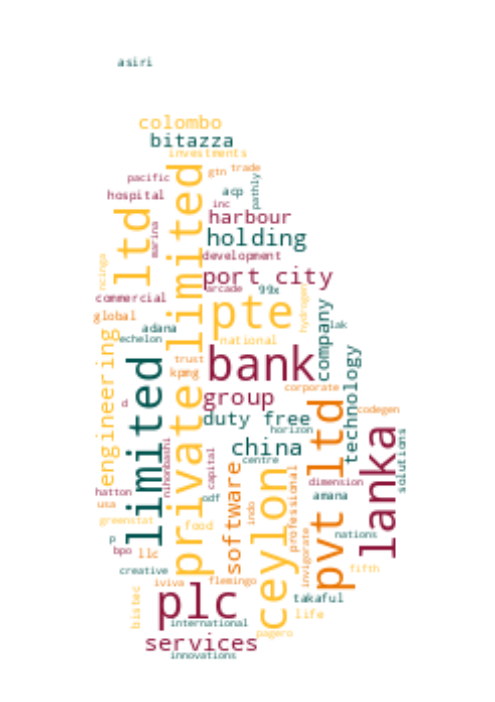 asiri
colombo
bitazza
investments
gtn
trade
pacific
hospital
acp
pathly
inc
ltd
private limited
harbour
marina
holding
development
ncinga
port city
arcade
99x
commercial
global
pte
hydrogen
company
lak
adana
echelon
national
engineering
limited
trust
kpmg
bank
technology
corporate
group
d
duty free
codegen
horizon
pvt ltd
lanka
china
centre
nihonbashi
capital
software
ceylon
professional
solutions
dimension
hatton
usa
odf
indo
amana
greenstat
food
p
bpo
llc
nations
invigorate
creative
iviva
flemingo
fifth
bistec
plc
takaful
life
international
pagero
services
innovations